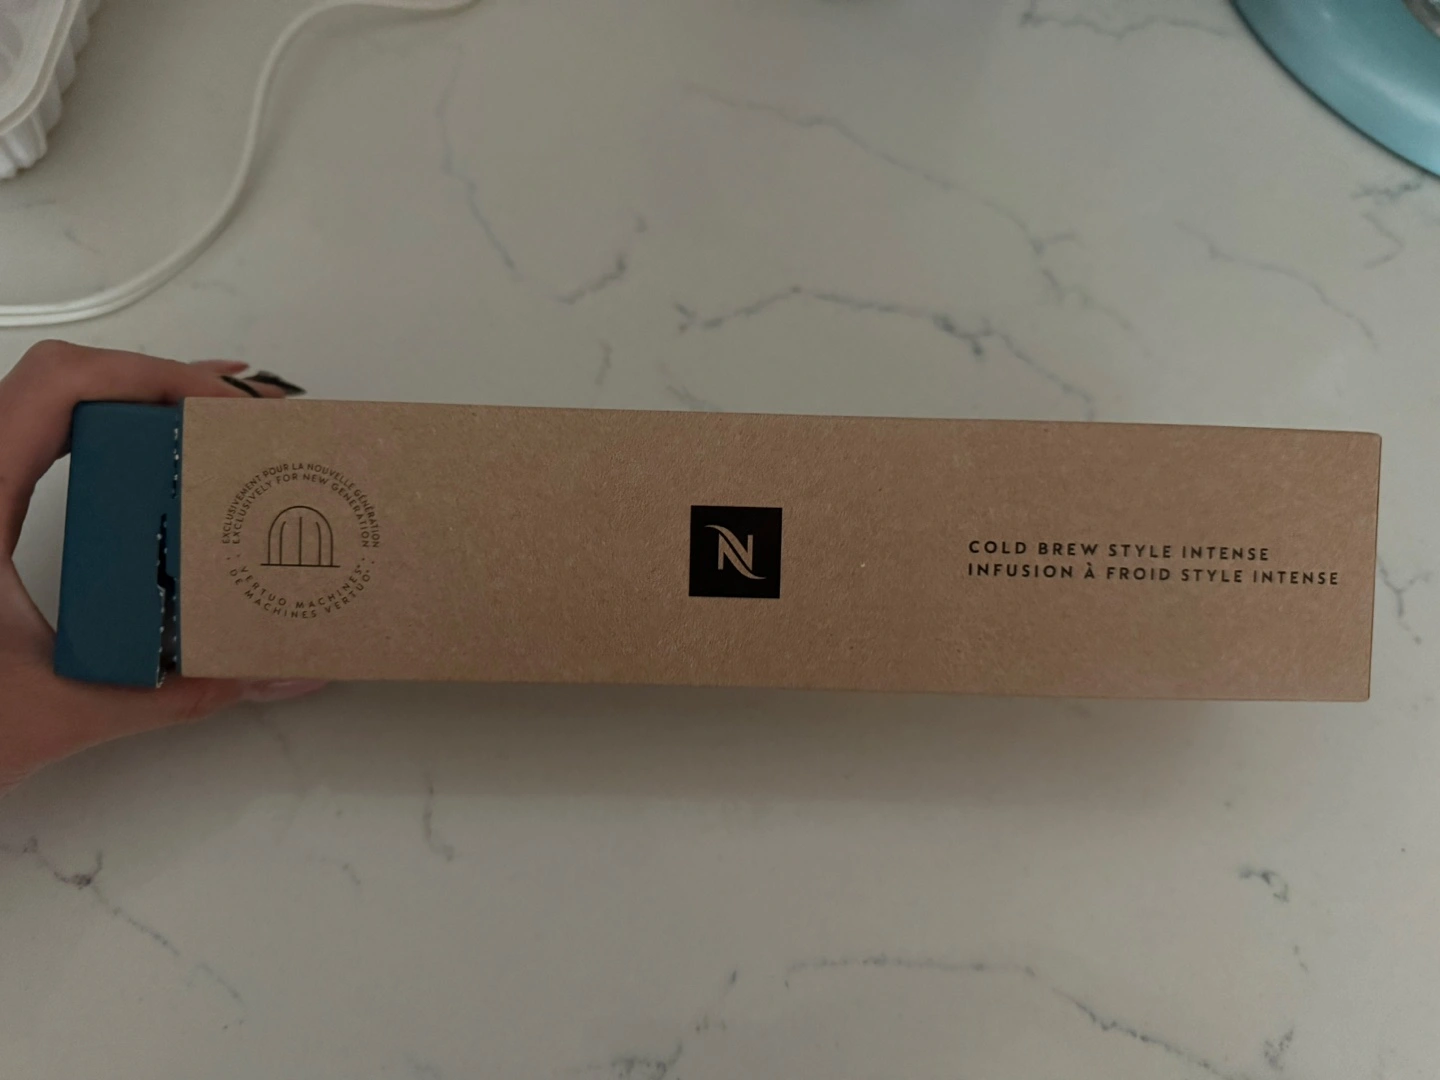 EXCLUSIVEMENT POUR LA NOUVELLE GÉNÉRATION
EXCLUSIVELY FOR NEW GENERATION
VERTUO MACHINES
DE MACHINES VERTUO
N
COLD BREW STYLE INTENSE
INFUSION À FROID STYLE INTENSE